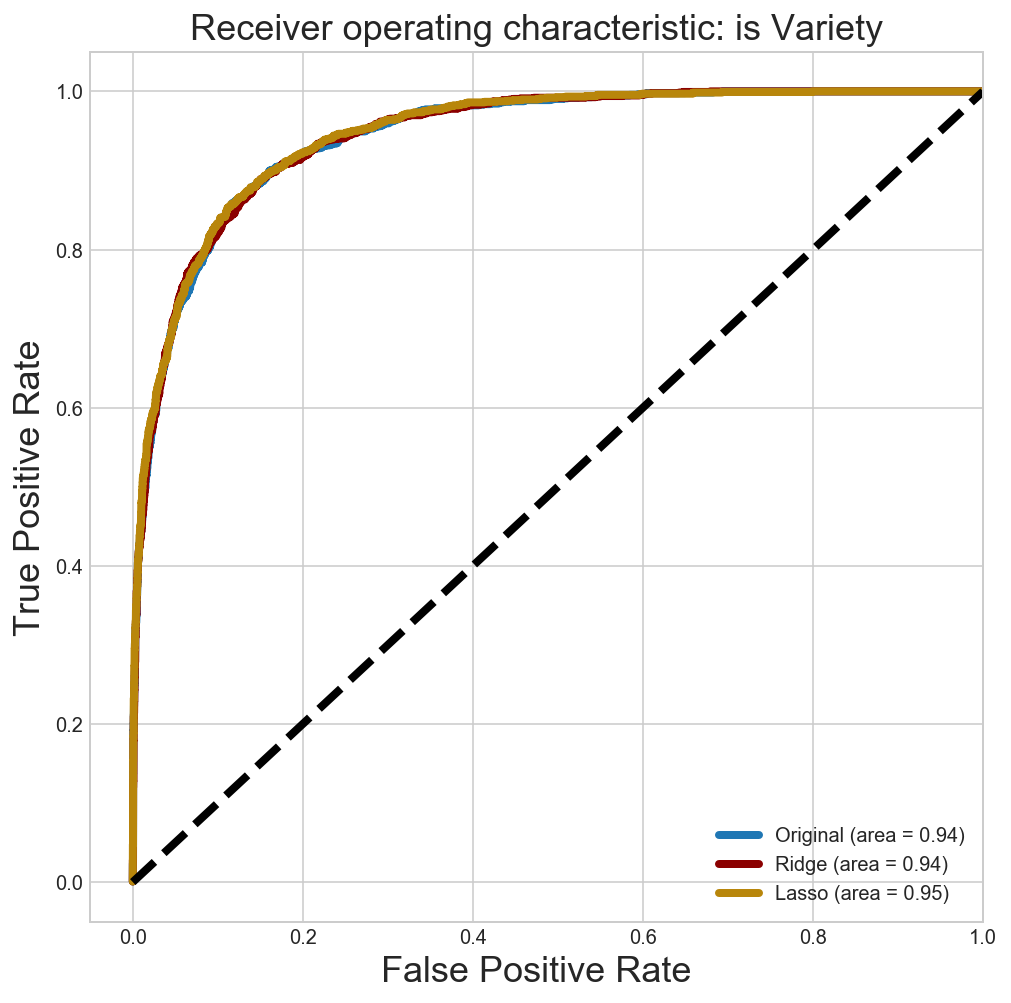 Receiver operating characteristic: is Variety
True Positive Rate
1.0
0.8
0.6
0.4
0.2
0.0
Original (area = 0.94)
Ridge (area = 0.94)
Lasso (area = 0.95)
0.0 0.2 0.4 0.6 0.8 1.0
False Positive Rate